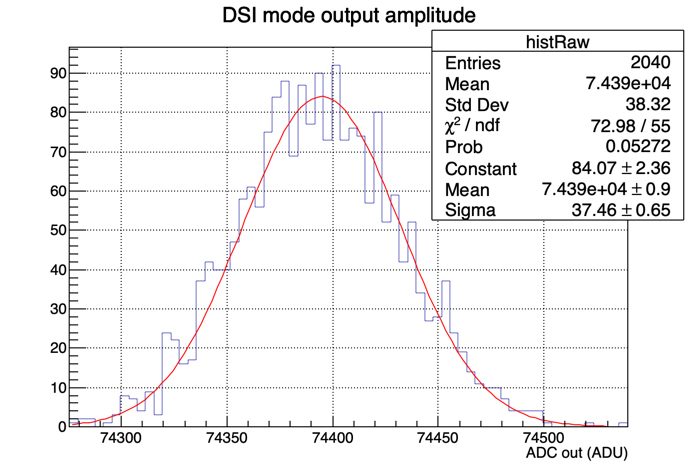 DSI mode output amplitude
histRaw
Entries 2040
Mean 7.439e+04
Std Dev 38.32
χ² / ndf 72.98 / 55
Prob 0.05272
Constant 84.07 ± 2.36
Mean 7.439e+04 ± 0.9
Sigma 37.46 ± 0.65
90
80
70
60
50
40
30
20
10
0
74300 74350 74400 74450 74500
ADC out (ADU)